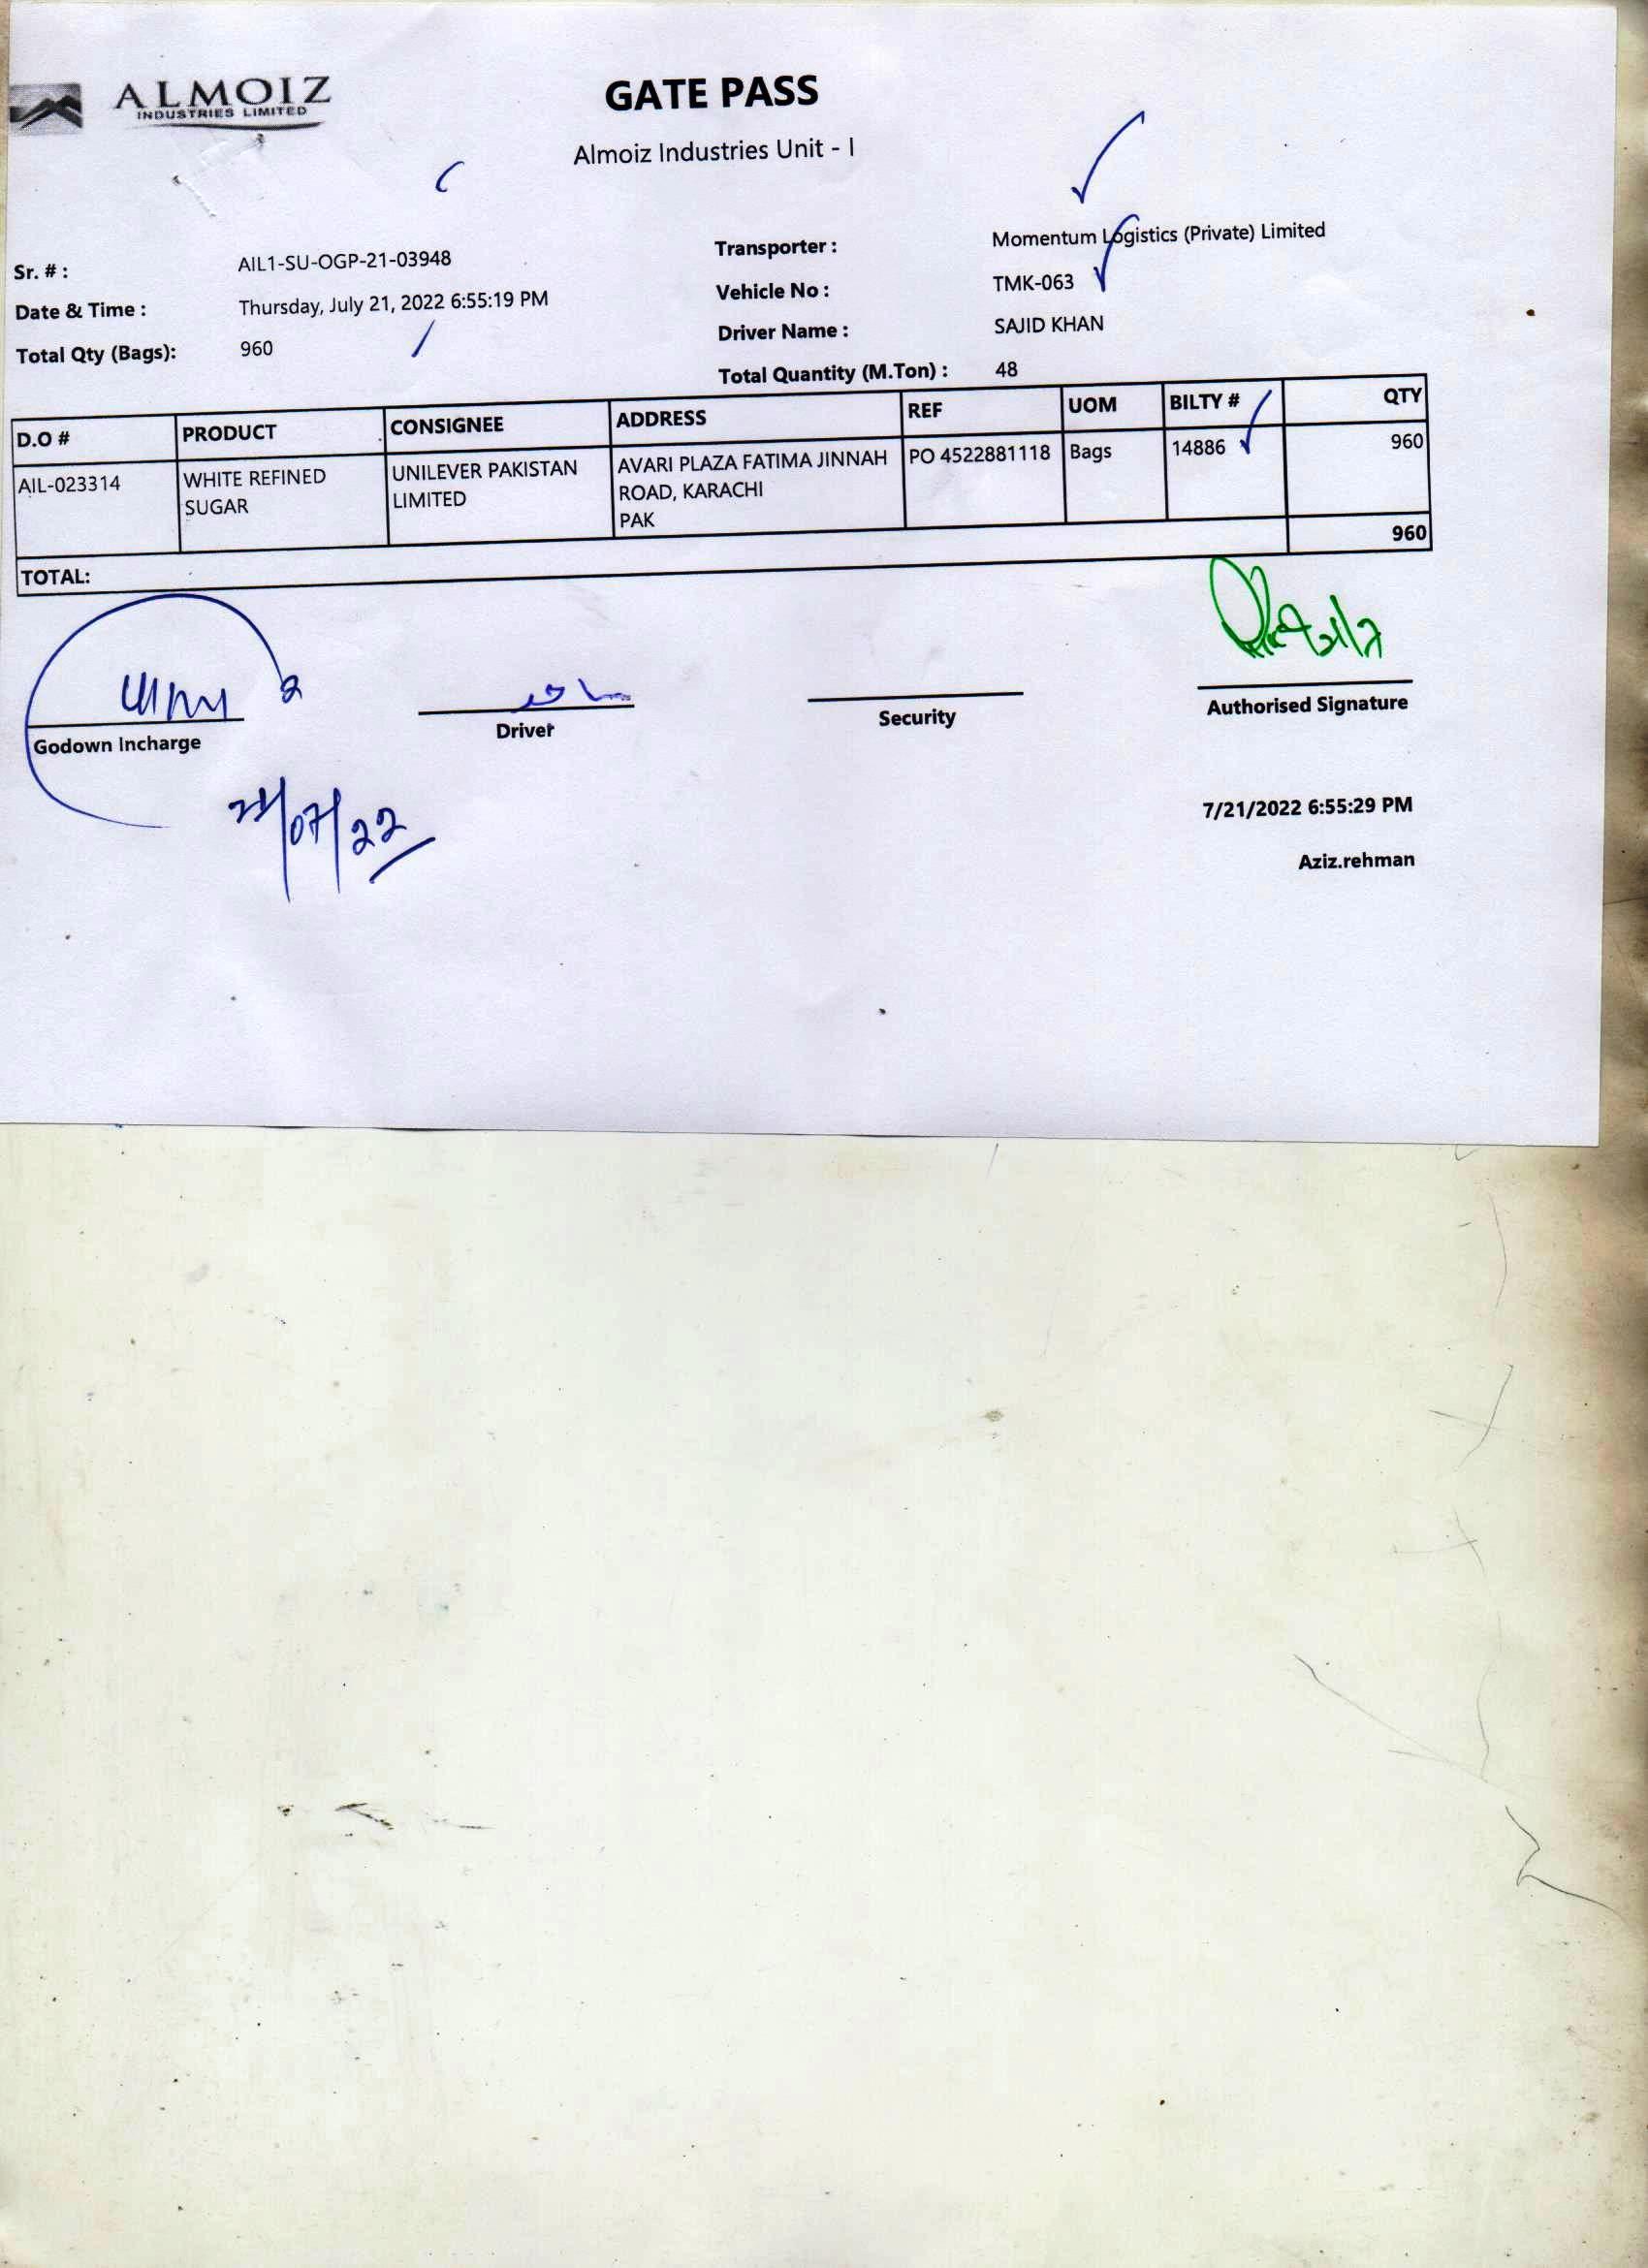 ALMOIZ
INDUSTRIES LIMITED
GATE PASS
Almoiz Industries Unit - I
Sr. # : AIL1-SU-OGP-21-03948
Date & Time : Thursday, July 21, 2022 6:55:19 PM
Total Qty (Bags): 960
Transporter : Momentum Logistics (Private) Limited
Vehicle No : TMK-063
Driver Name : SAJID KHAN
Total Quantity (M.Ton) : 48
D.O # PRODUCT CONSIGNEE ADDRESS REF UOM BILTY # QTY
AIL-023314 WHITE REFINED UNILEVER PAKISTAN AVARI PLAZA FATIMA JINNAH PO 4522881118 Bags 14886 960
SUGAR LIMITED ROAD, KARACHI
PAK
TOTAL: 960
Godown Incharge Driver Security Authorised Signature
21/07/22
7/21/2022 6:55:29 PM
Aziz.rehman